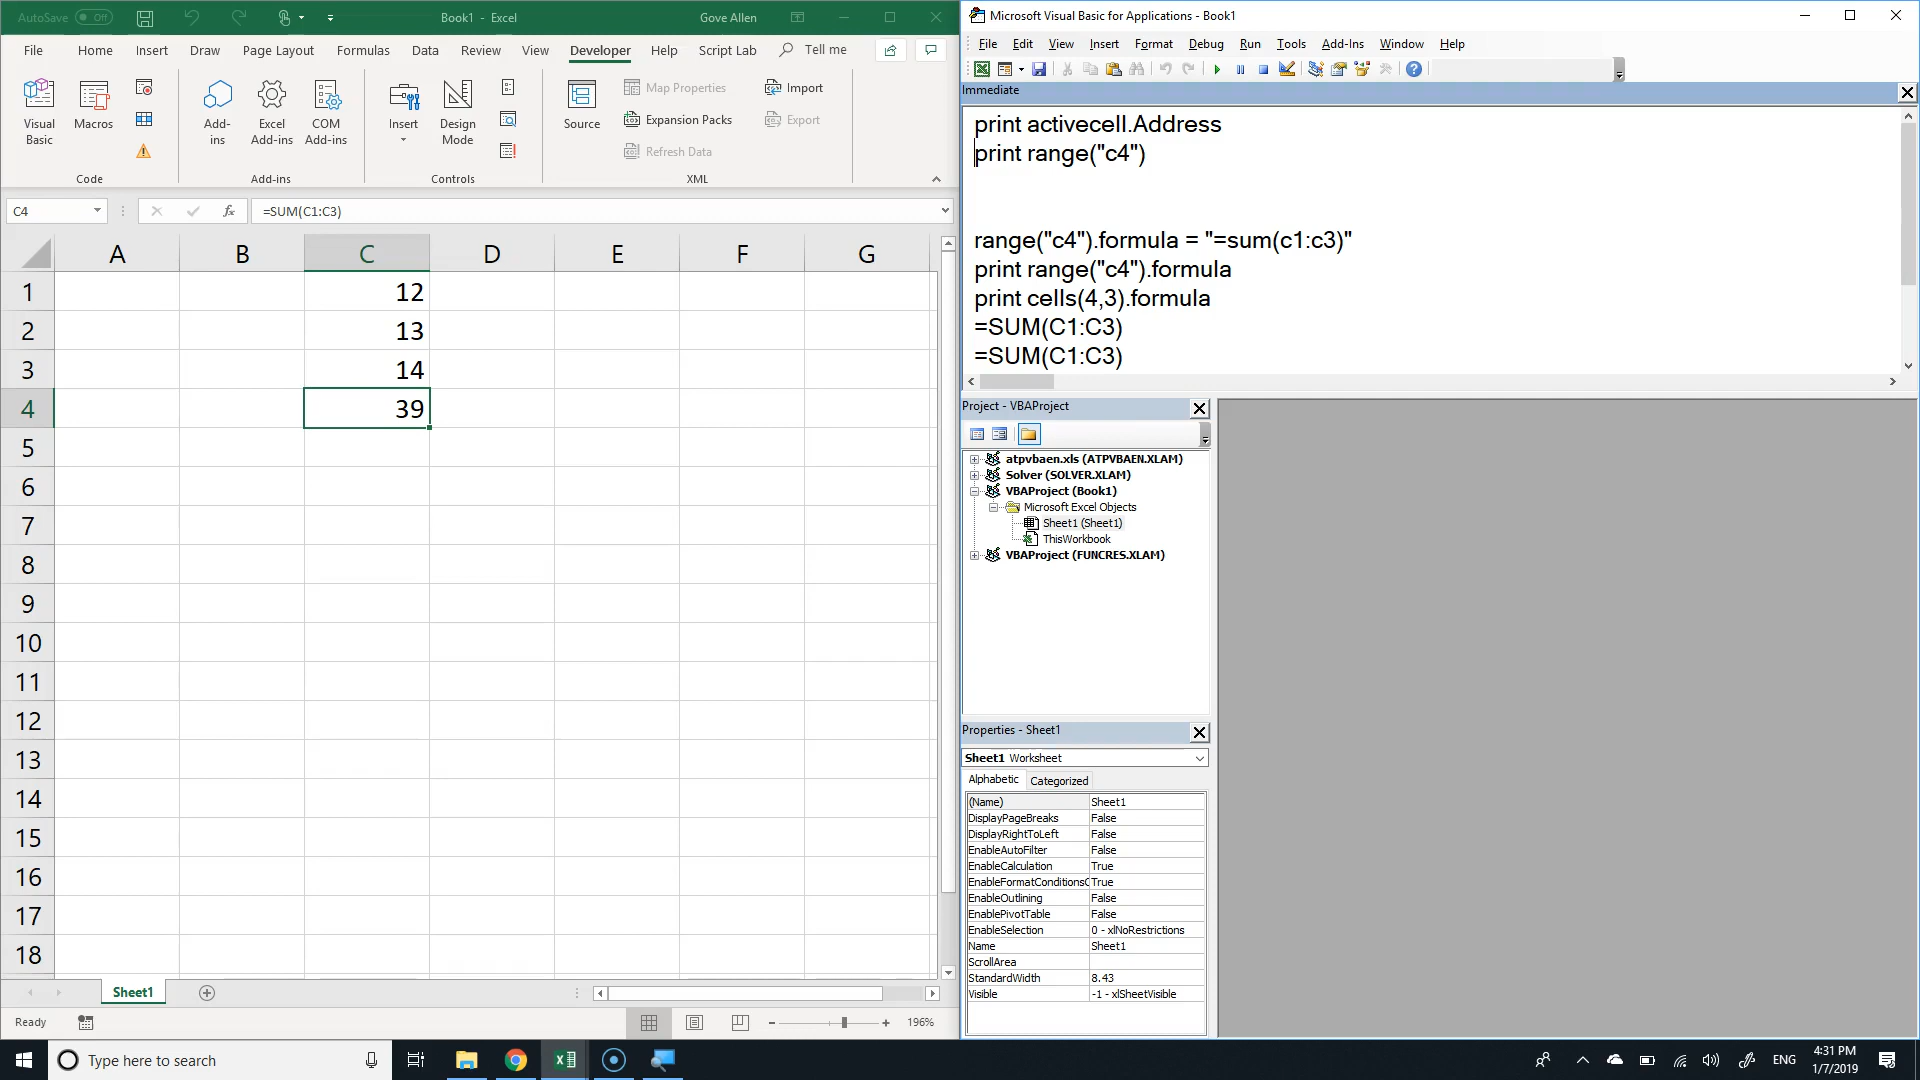 AutoSave Off
Book1 - Excel
Gove Allen
File Home Insert Draw Page Layout Formulas Data Review View Developer Help Script Lab Tell me
Visual Basic
Macros
Code
Add-ins
Excel Add-ins
COM Add-ins
Add-ins
Insert
Design Mode
Controls
Source
Map Properties
Expansion Packs
Refresh Data
Import
Export
XML
C4
fx
=SUM(C1:C3)
A B C D E F G
1 12
2 13
3 14
4 39
5
6
7
8
9
10
11
12
13
14
15
16
17
18
Sheet1
Ready
196%
Microsoft Visual Basic for Applications - Book1
File Edit View Insert Format Debug Run Tools Add-Ins Window Help
Immediate
print activecell.Address
print range("c4")
range("c4").formula = "=sum(c1:c3)"
print range("c4").formula
print cells(4,3).formula
=SUM(C1:C3)
=SUM(C1:C3)
Project - VBAProject
atpvbaen.xls (ATPVBAEN.XLAM)
Solver (SOLVER.XLAM)
VBAProject (Book1)
Microsoft Excel Objects
Sheet1 (Sheet1)
ThisWorkbook
VBAProject (FUNCRES.XLAM)
Properties - Sheet1
Sheet1 Worksheet
Alphabetic Categorized
(Name) Sheet1
DisplayPageBreaks False
DisplayRightToLeft False
EnableAutoFilter False
EnableCalculation True
EnableFormatConditionsC True
EnableOutlining False
EnablePivotTable False
EnableSelection 0 - xlNoRestrictions
Name Sheet1
ScrollArea
StandardWidth 8.43
Visible -1 - xlSheetVisible
Type here to search
ENG
4:31 PM
1/7/2019